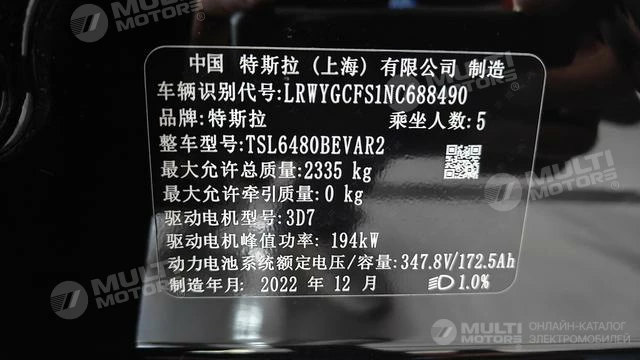 MULTI MOTORS
中国 特斯拉 (上海) 有限公司 制造
车辆识别代号:LRWYGCFS1NC688490
品牌:特斯拉 乘坐人数:5
整车型号:TSL6480BEVAR2
最大允许总质量:2335 kg
最大允许牵引质量:0 kg
驱动电机型号:3D7
驱动电机峰值功率: 194kW
动力电池系统额定电压/容量:347.8V/172.5Ah
制造年月: 2022 年 12 月 1.0%
MULTI MOTORS
MULTI MOTORS
MULTI MOTORS ОНЛАЙН-КАТАЛОГ ЭЛЕКТРОМОБИЛЕЙ